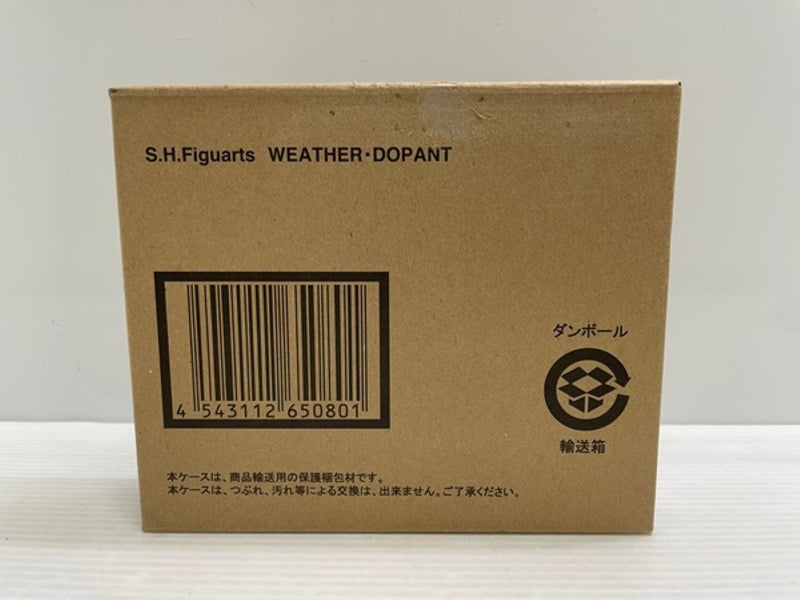 S.H.Figuarts WEATHER・DOPANT
4 543112 650801
ダンボール
輸送箱
本ケースは、商品輸送用の保護梱包材です。
本ケースは、つぶれ、汚れ等による交換は、出来ません。ご了承ください。